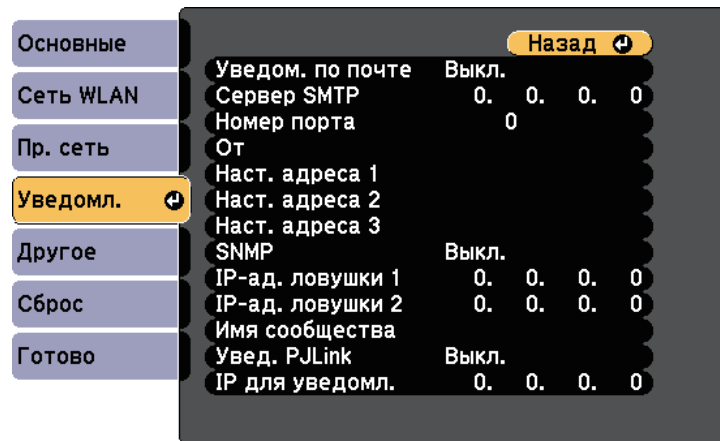 Основные
Сеть WLAN
Пр. сеть
Уведомл.
Другое
Сброс
Готово
Назад
Уведом. по почте Выкл.
Сервер SMTP 0. 0. 0. 0
Номер порта 0
От
Наст. адреса 1
Наст. адреса 2
Наст. адреса 3
SNMP Выкл.
IP-ад. ловушки 1 0. 0. 0. 0
IP-ад. ловушки 2 0. 0. 0. 0
Имя сообщества
Увед. PJLink Выкл.
IP для уведомл. 0. 0. 0. 0